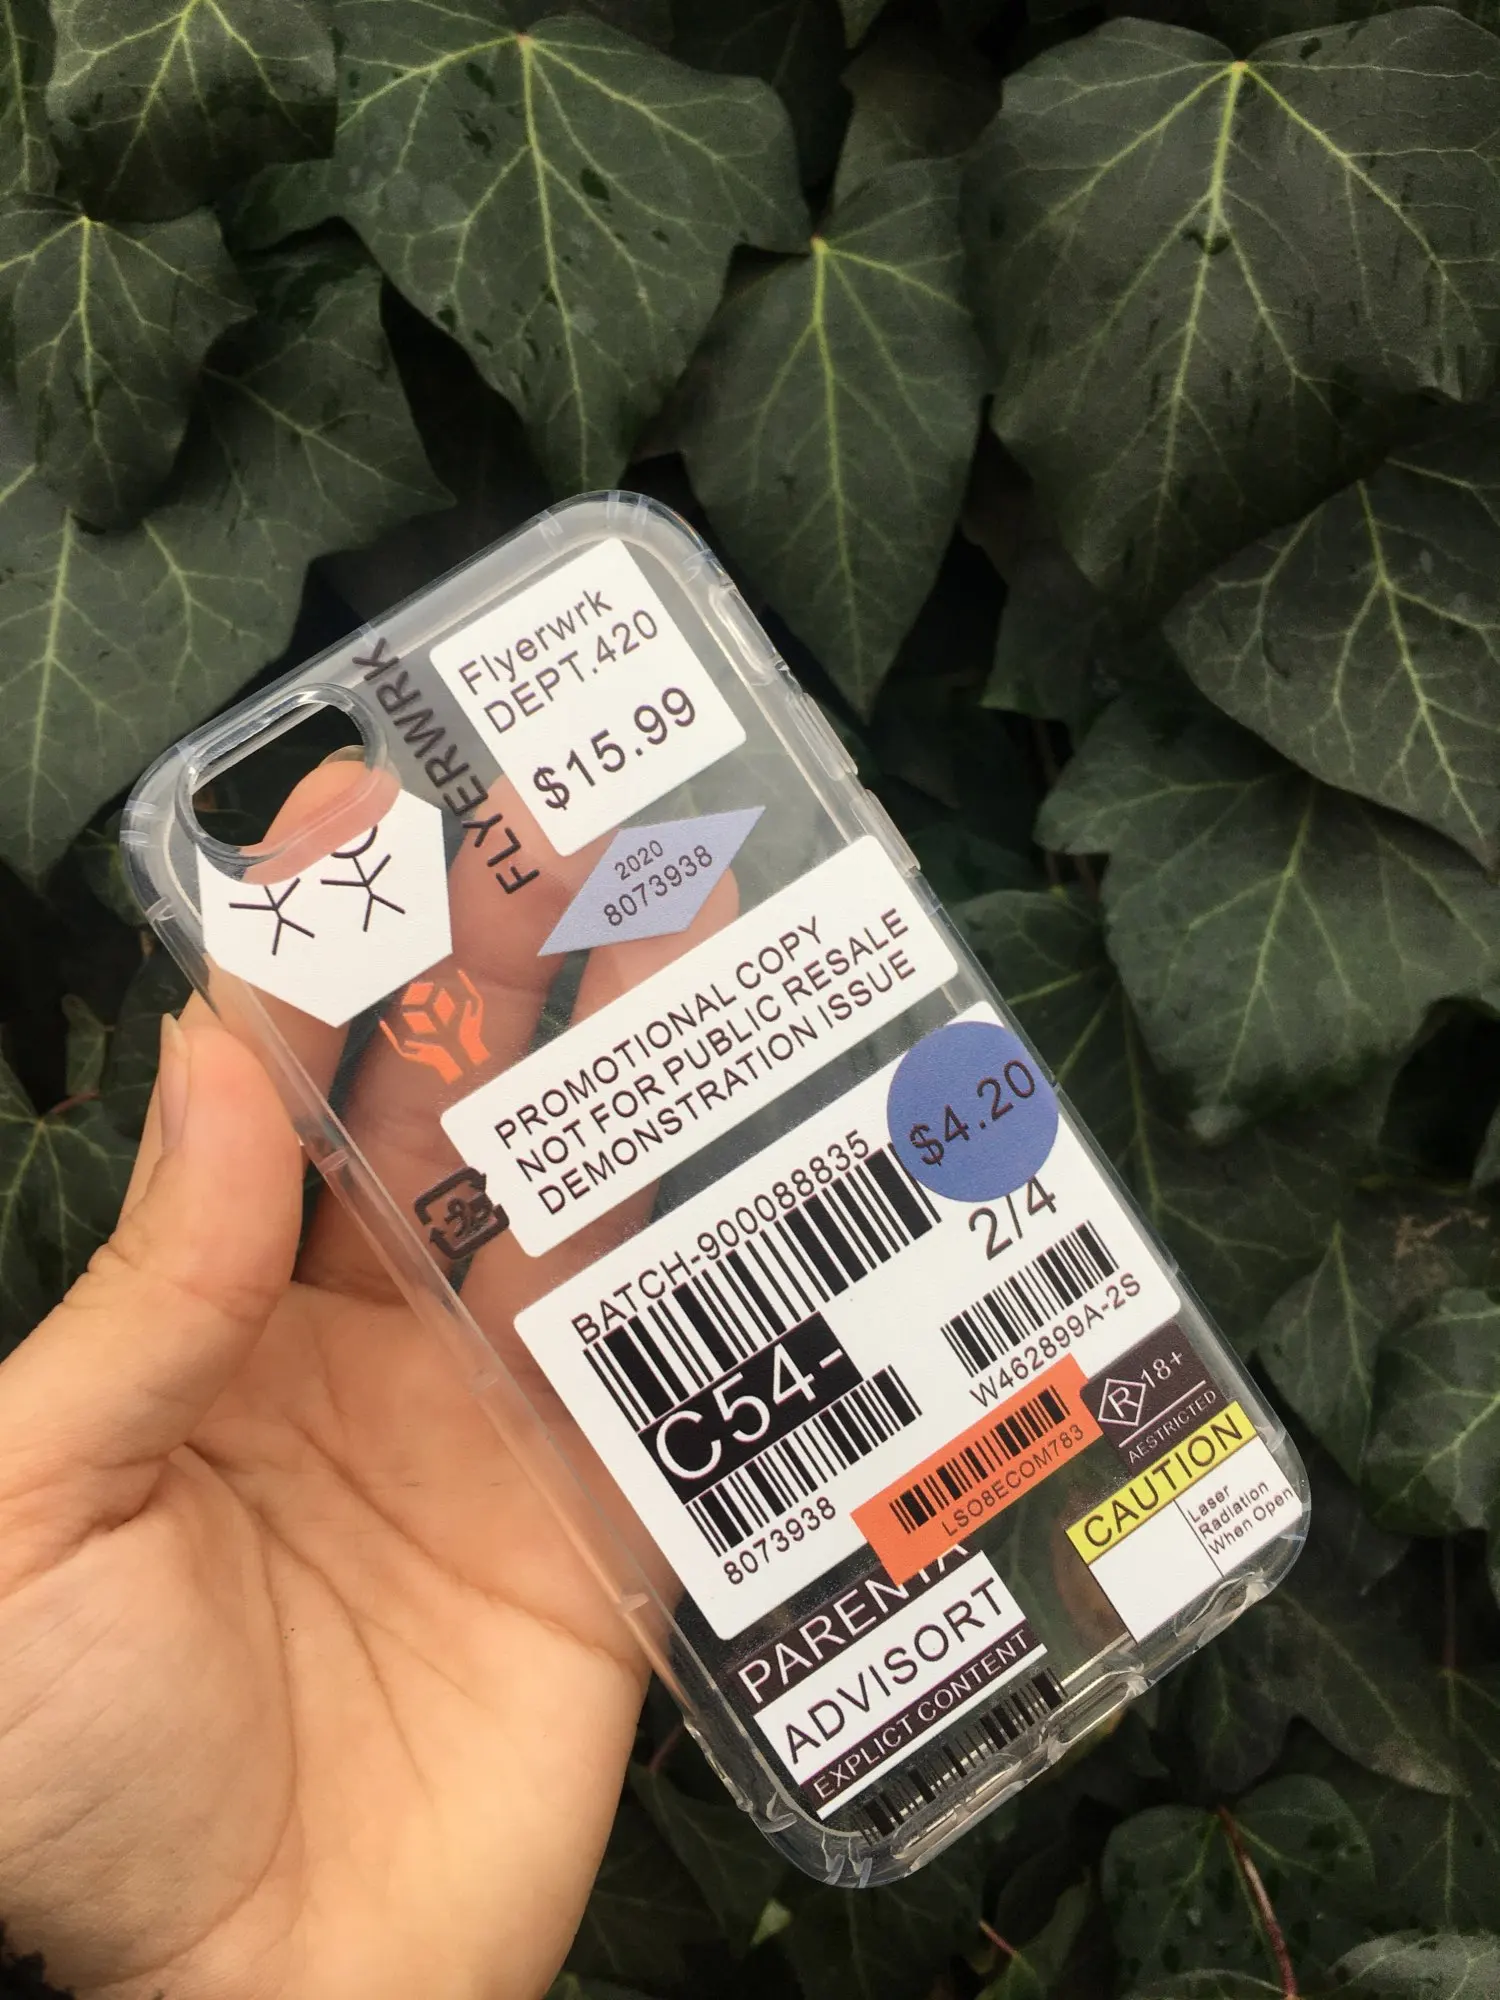 Flyerwrk
DEPT.420
$15.99
FLYERWRK
2020
8073938
PROMOTIONAL COPY
NOT FOR PUBLIC RESALE
DEMONSTRATION ISSUE
$4.20
BATCH-900088835
2/4
C54-
W462899A-2S
8073938
LSO8ECOM783
R 18+
AESTRICTED
CAUTION
Laser
Radiation
When Open
PARENTA
ADVISORT
EXPLICT CONTENT